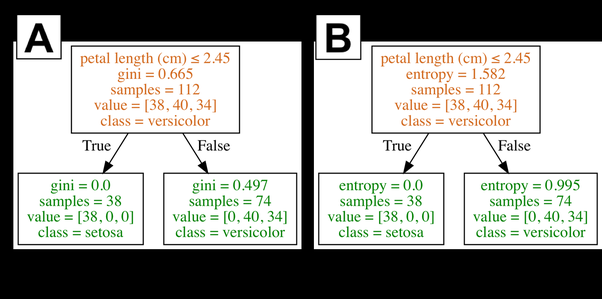 A
petal length (cm) ≤ 2.45
gini = 0.665
samples = 112
value = [38, 40, 34]
class = versicolor
True
False
gini = 0.0
samples = 38
value = [38, 0, 0]
class = setosa
gini = 0.497
samples = 74
value = [0, 40, 34]
class = versicolor
B
petal length (cm) ≤ 2.45
entropy = 1.582
samples = 112
value = [38, 40, 34]
class = versicolor
True
False
entropy = 0.0
samples = 38
value = [38, 0, 0]
class = setosa
entropy = 0.995
samples = 74
value = [0, 40, 34]
class = versicolor